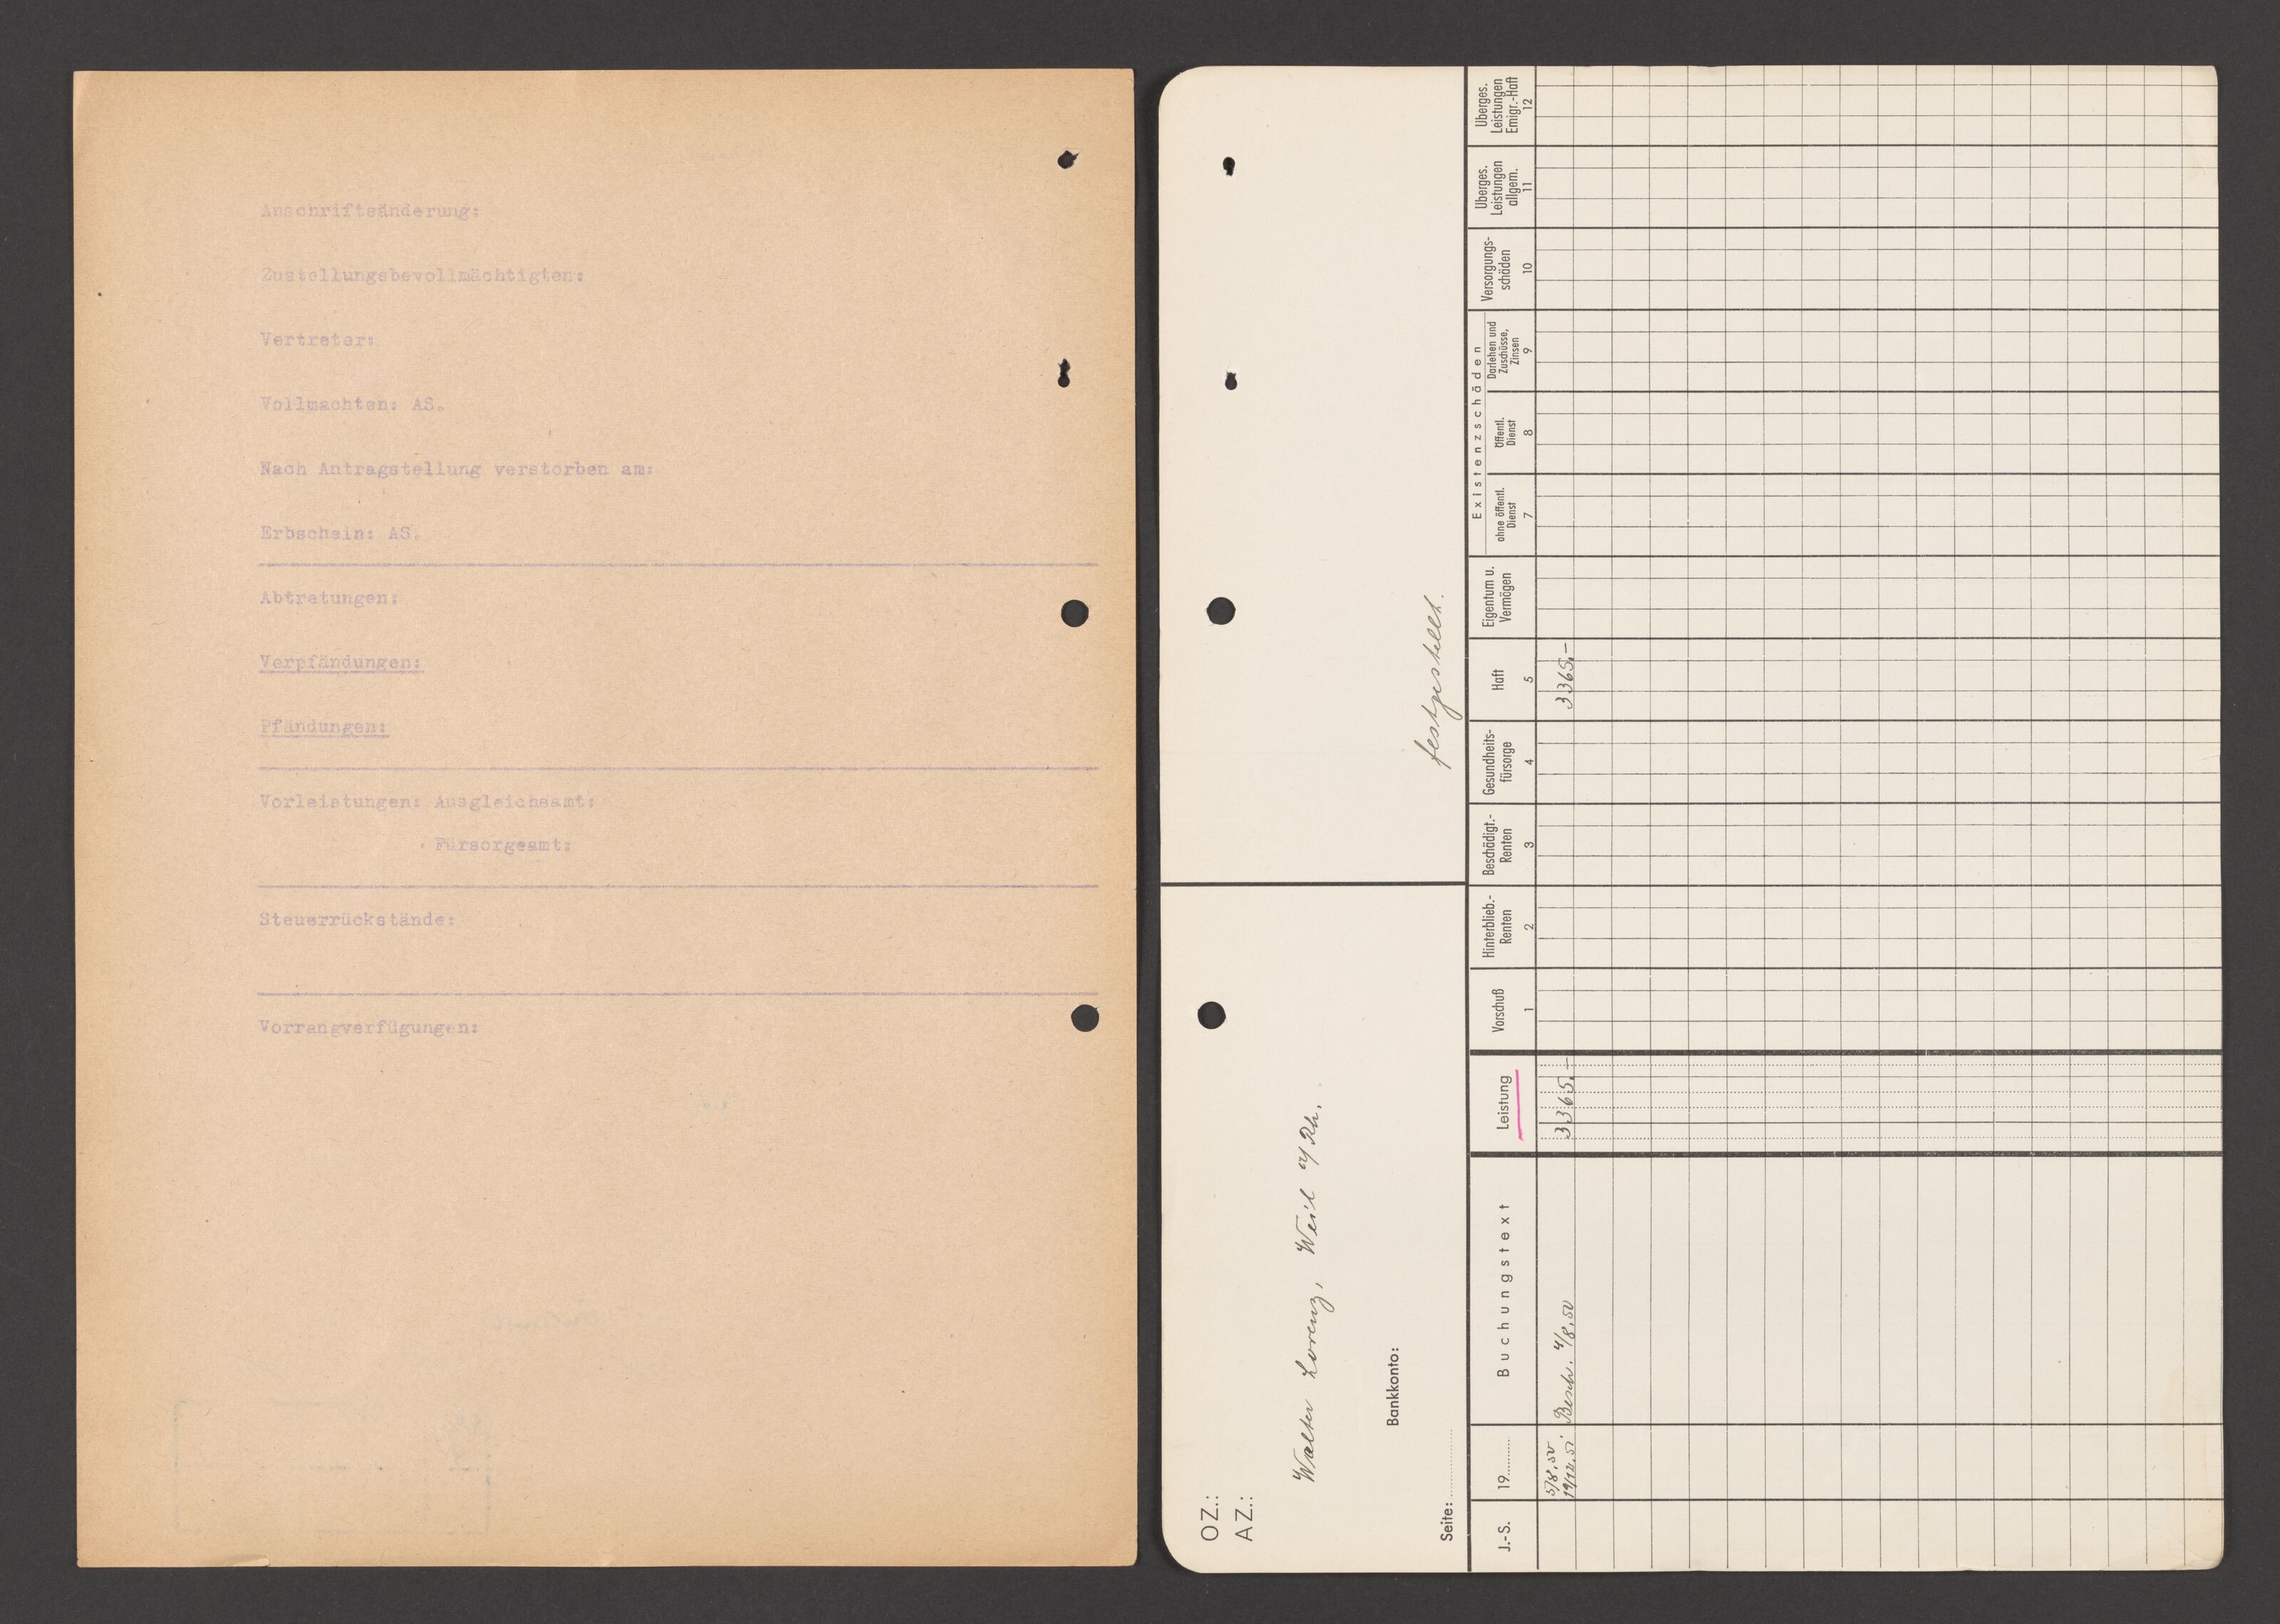 Anschriftsänderung:
Zustellungsbevollmächtigten:
Vertreter:
Vollmachten: AS.
Nach Antragstellung verstorben am:
Erbschein: AS.
Abtretungen:
Verpfändungen:
Pfändungen:
Vorleistungen: Ausgleichsamt:
Fürsorgeamt:
Steuerrückstände:
Vorrangverfügungen:
OZ.:
AZ.:
Walter Lorenz, Weil a/Rh.
Bankkonto:
festgestellt.
Seite:
J.-S.
19
Buchungstext
Leistung
Vorschuß
1
Hinterblieb.-
Renten
2
Beschädigt.-
Renten
3
Gesundheits-
fürsorge
4
Haft
5
Eigentum u.
Vermögen
Existenzschäden
ohne öffentl.
Dienst
7
Öffentl.
Dienst
8
Darlehen und
Zuschüsse,
Zinsen
9
Versorgungs-
schäden
10
Überges.
Leistungen
allgem.
11
Überges.
Leistungen
Emigr.-Haft
12
5/8.50
19/12.51 Besch. 4/8.50 3365.– 3365.–